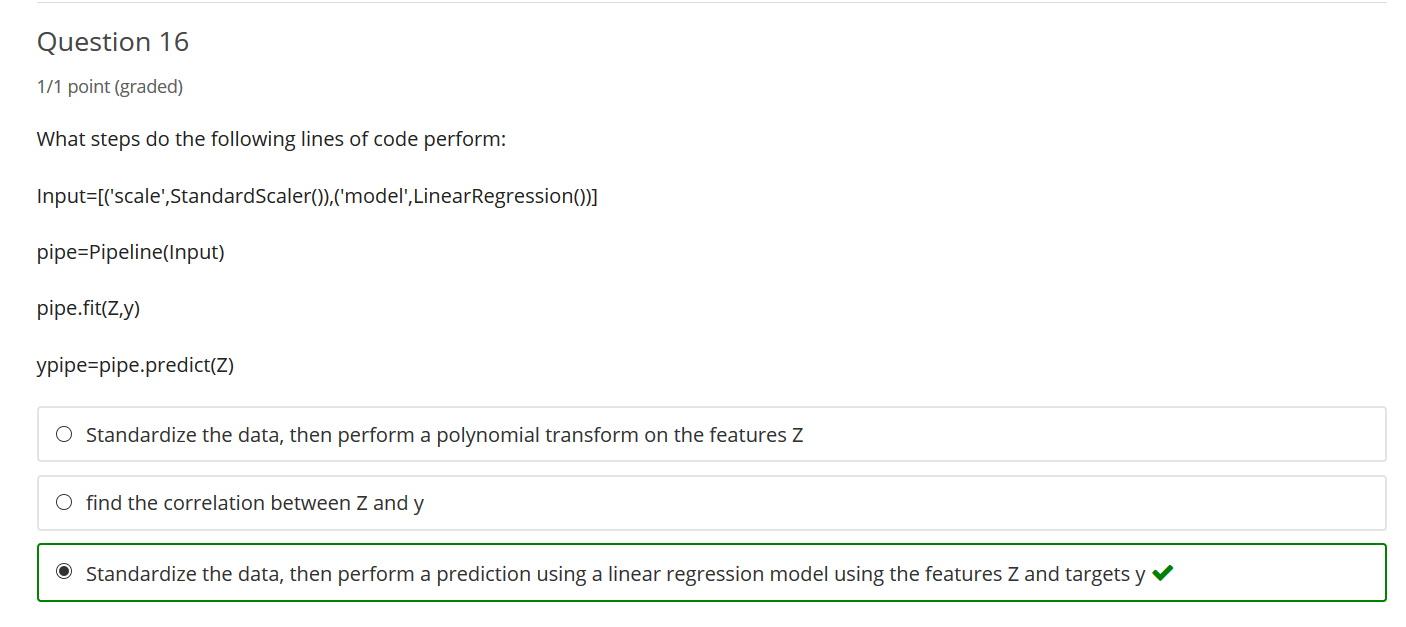 Question 16
1/1 point (graded)
What steps do the following lines of code perform:
Input=[('scale',StandardScaler()),('model',LinearRegression())]
pipe=Pipeline(Input)
pipe.fit(Z,y)
ypipe=pipe.predict(Z)
Standardize the data, then perform a polynomial transform on the features Z
find the correlation between Z and y
Standardize the data, then perform a prediction using a linear regression model using the features Z and targets y